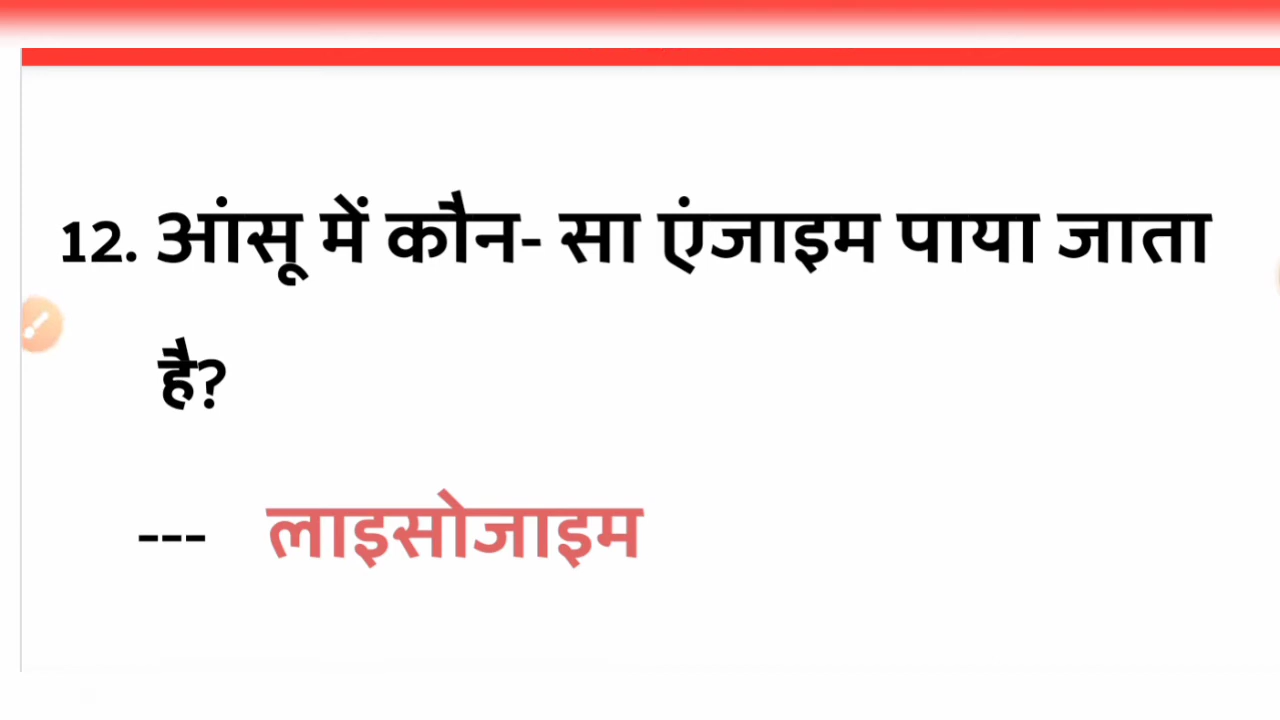 12. आंसू में कौन- सा एंजाइम पाया जाता
है?
--- लाइसोजाइम